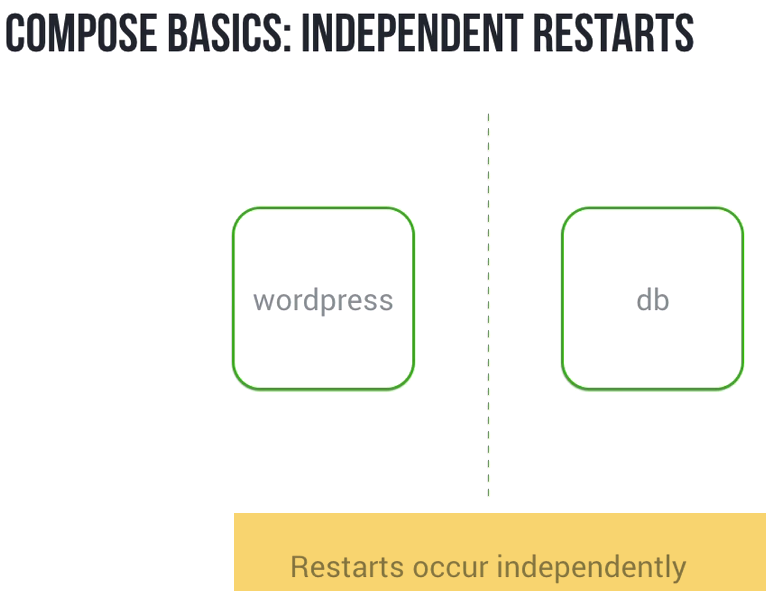 COMPOSE BASICS: INDEPENDENT RESTARTS
wordpress
db
Restarts occur independently